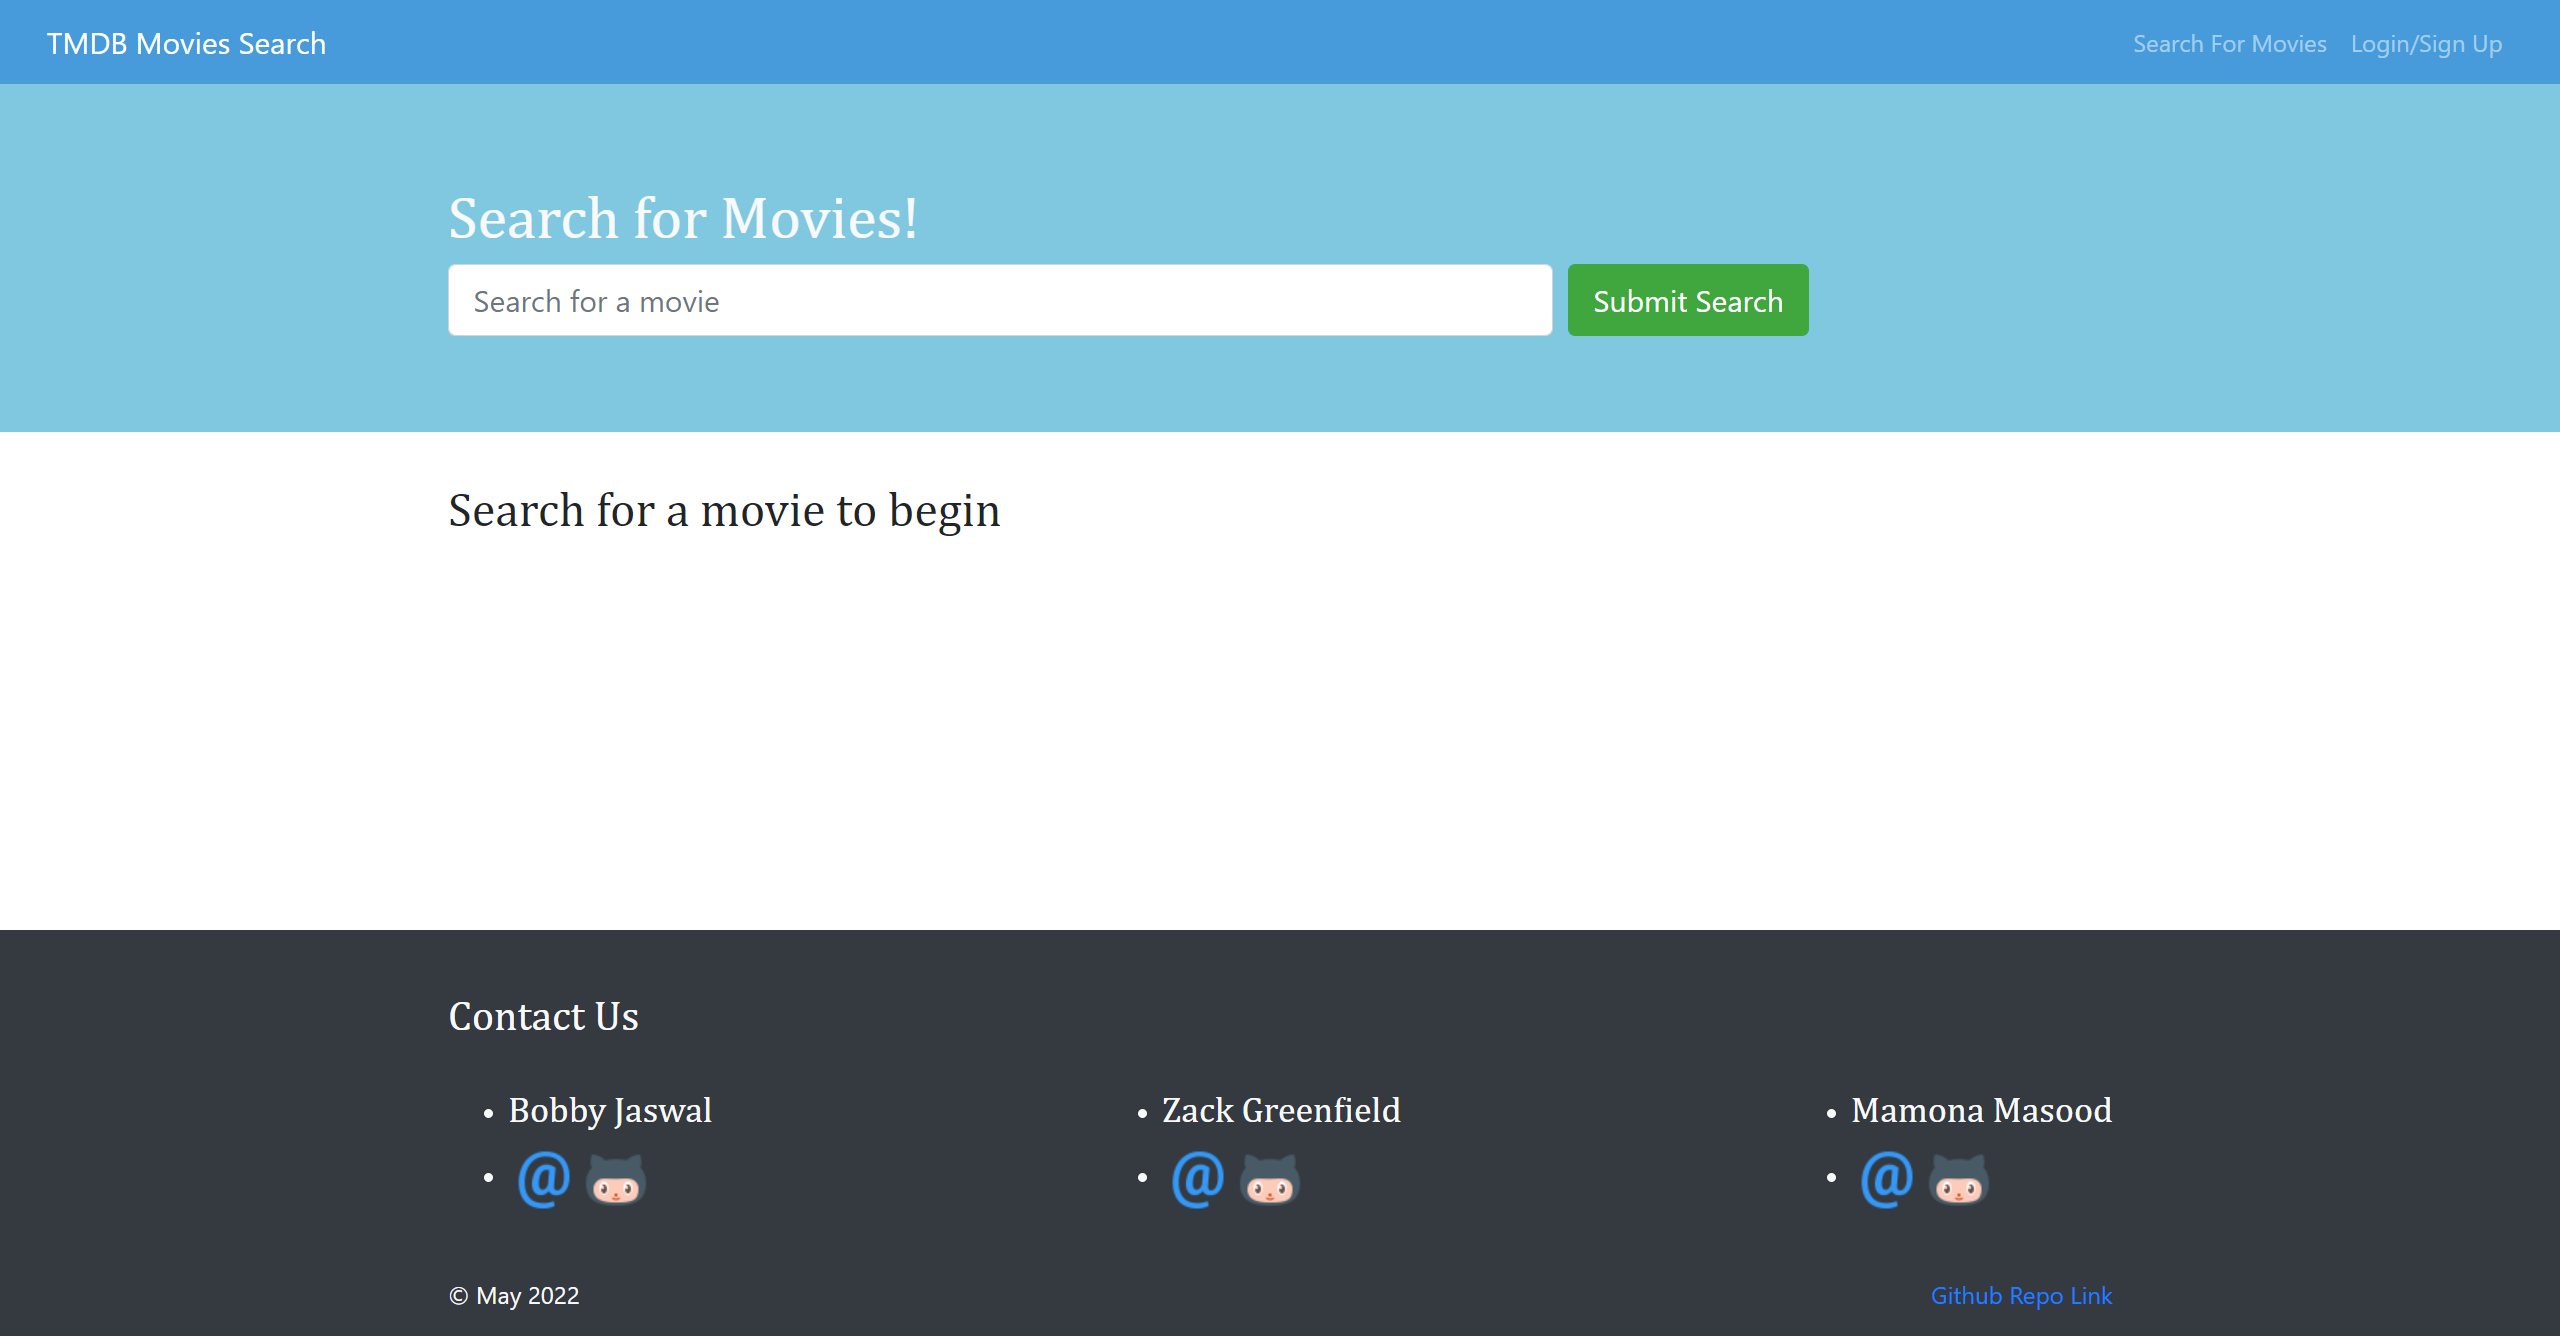 TMDB Movies Search
Search For Movies Login/Sign Up
Search for Movies!
Search for a movie
Submit Search
Search for a movie to begin
Contact Us
• Bobby Jaswal
• @
• Zack Greenfield
• @
• Mamona Masood
• @
© May 2022
Github Repo Link